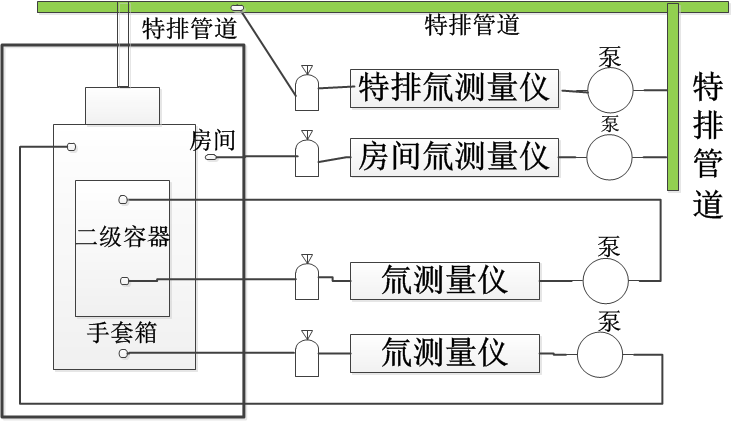 特排管道
特排管道
泵
特排氚测量仪
特排管道
房间
泵
房间氚测量仪
二级容器
泵
氚测量仪
手套箱
泵
氚测量仪